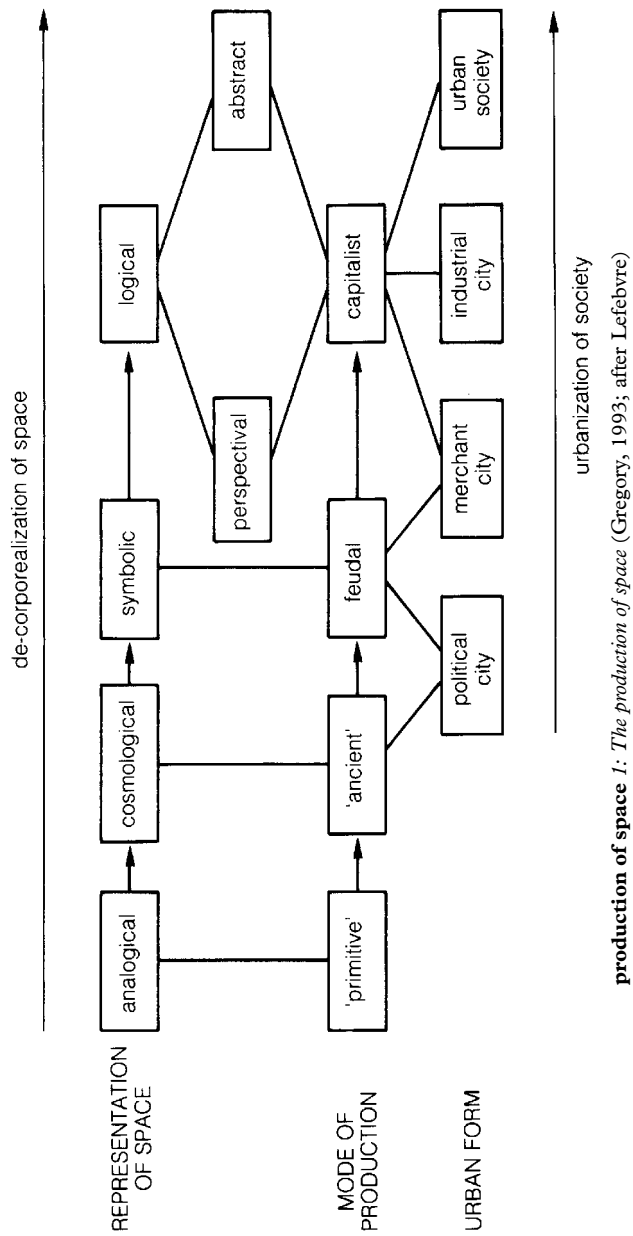 de-corporealization of space
REPRESENTATION
OF SPACE
analogical
cosmological
symbolic
logical
perspectival
abstract
MODE OF
PRODUCTION
'primitive'
'ancient'
feudal
capitalist
URBAN FORM
political
city
merchant
city
industrial
city
urban
society
urbanization of society
production of space 1: The production of space (Gregory, 1993; after Lefebvre)